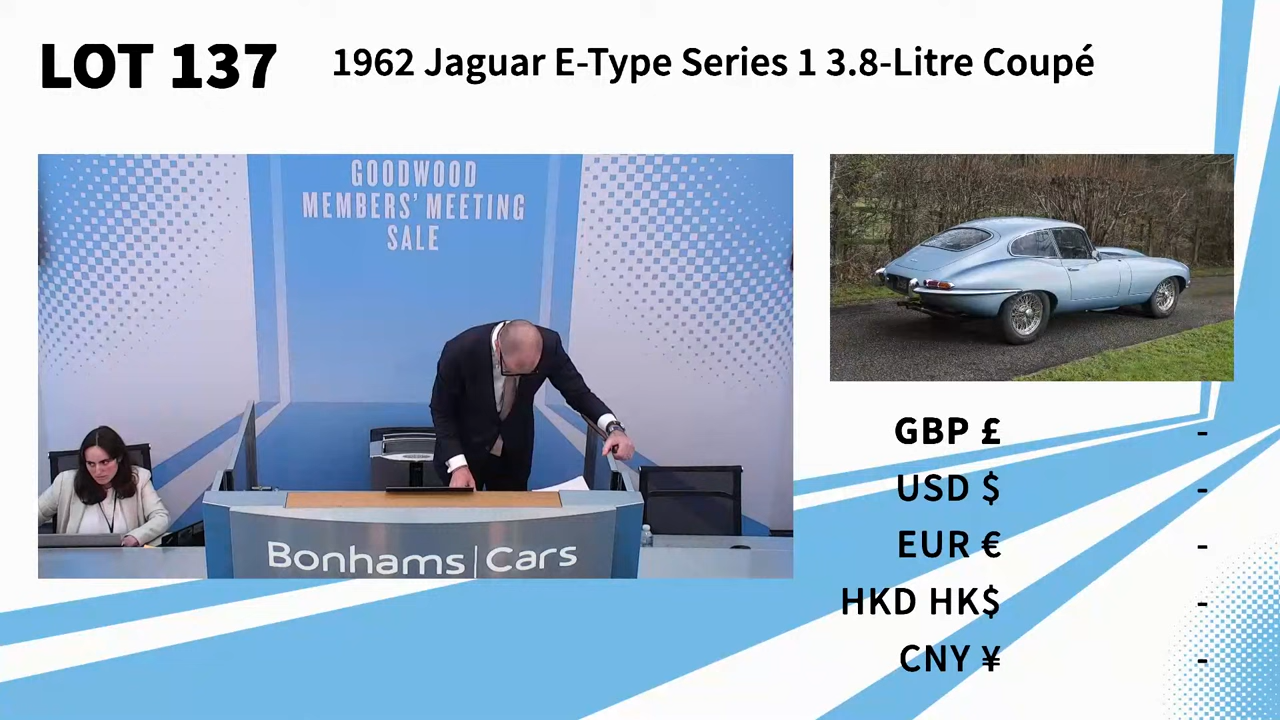 LOT 137
1962 Jaguar E-Type Series 1 3.8-Litre Coupé
GOODWOOD
MEMBERS' MEETING
SALE
Bonhams|Cars
GBP £ -
USD $ -
EUR € -
HKD HK$ -
CNY ¥ -